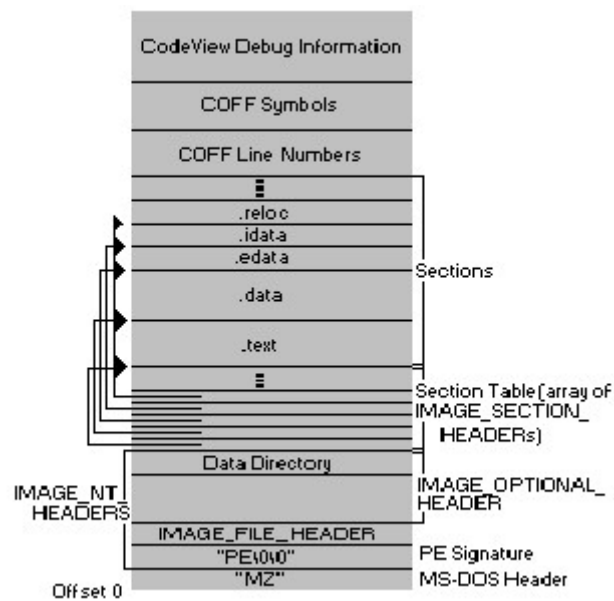 CodeView Debug Information
COFF Symbols
COFF Line Numbers
.reloc
.idata
.edata
.data
.text
Sections
Section Table(array of
IMAGE_SECTION_
HEADERs)
Data Directory
IMAGE_OPTIONAL_
HEADER
IMAGE_NT_
HEADERS
IMAGE_FILE_HEADER
"PE\0\0"
PE Signature
"MZ"
MS-DOS Header
Offset 0